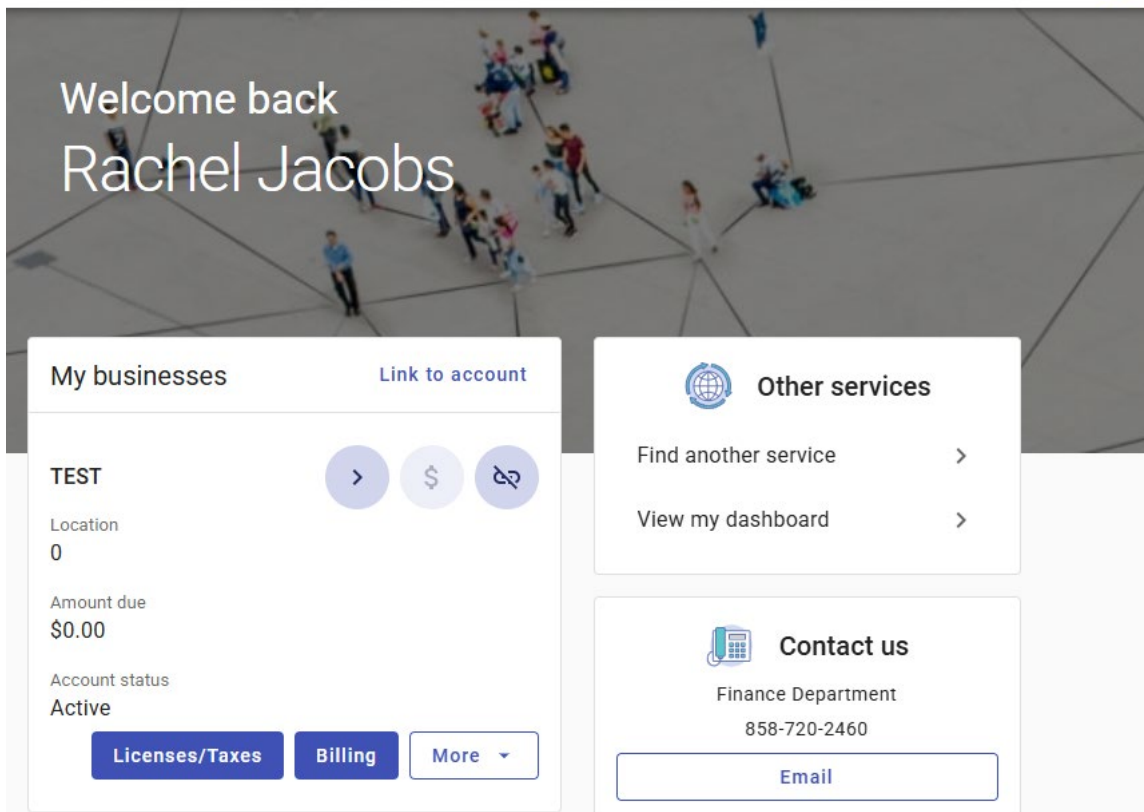 Welcome back
Rachel Jacobs
My businesses
Link to account
TEST
$
Location
0
Amount due
$0.00
Account status
Active
Licenses/Taxes
Billing
More
Other services
Find another service
View my dashboard
Contact us
Finance Department
858-720-2460
Email